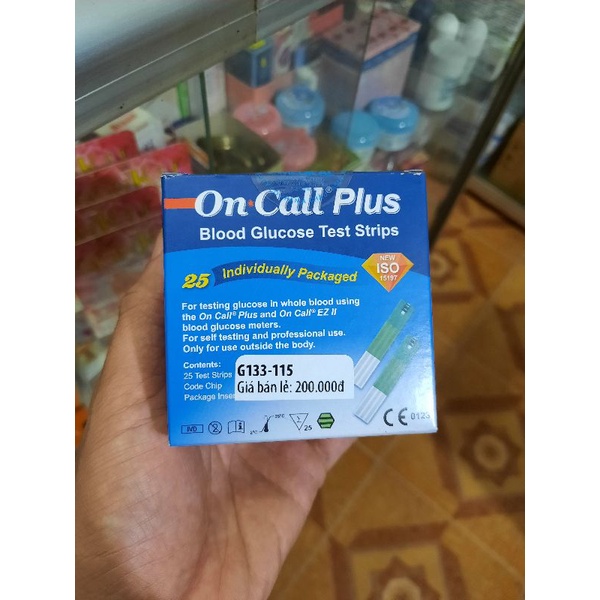 On Call® Plus
Blood Glucose Test Strips
25 Individually Packaged
NEW
ISO
15197
For testing glucose in whole blood using
the On Call® Plus and On Call® EZ II
blood glucose meters.
For self testing and professional use.
Only for use outside the body.
Contents:
25 Test Strips
Code Chip
Package
G133-115
Giá bán lẻ: 200.000đ
IVD
25
CE 0123